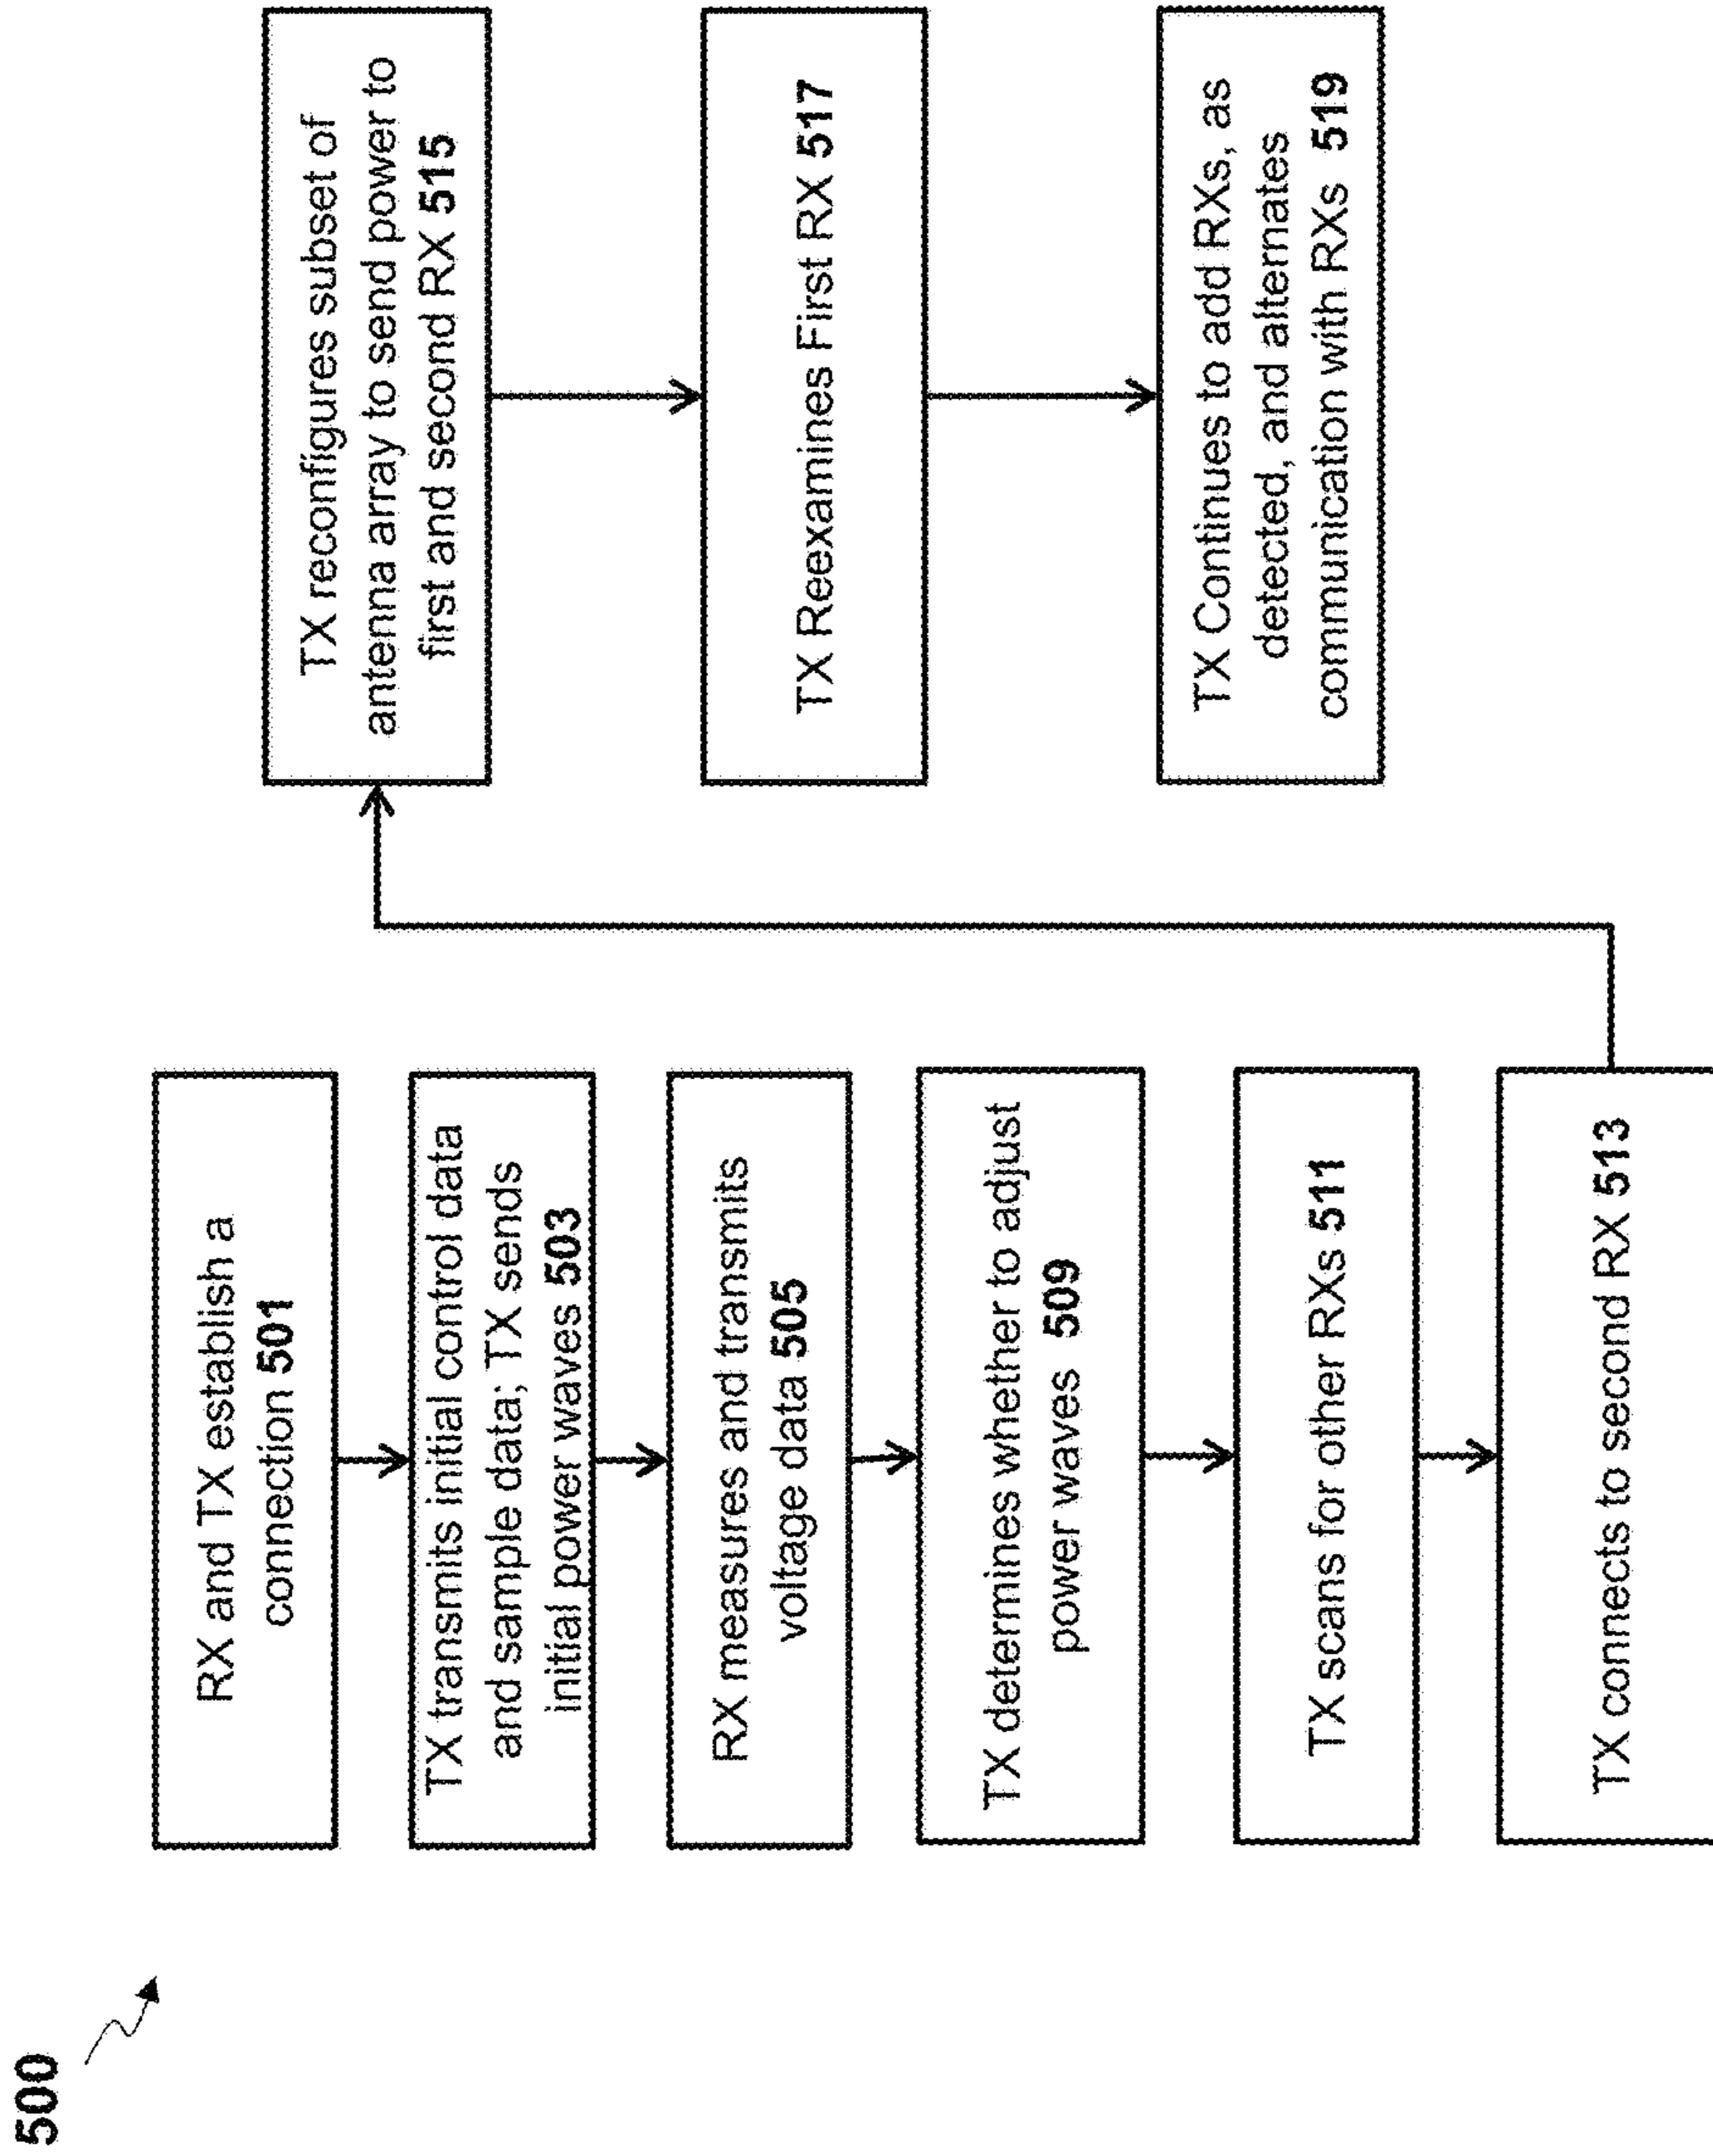 500
RX and TX establish a
connection 501
TX transmits initial control data
and sample data; TX sends
initial power waves 503
RX measures and transmits
voltage data 505
TX determines whether to adjust
power waves 509
TX scans for other RXs 511
TX connects to second RX 513
TX reconfigures subset of
antenna array to send power to
first and second RX 515
TX Reexamines First RX 517
TX Continues to add RXs, as
detected, and alternates
communication with RXs 519